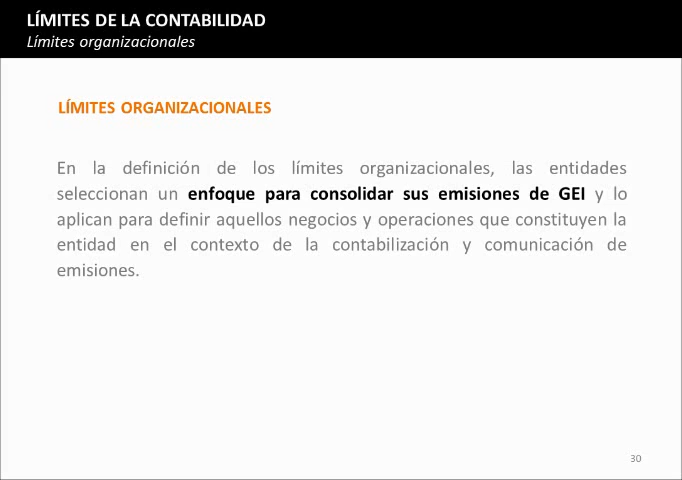 LÍMITES DE LA CONTABILIDAD
Límites organizacionales
LÍMITES ORGANIZACIONALES
En la definición de los límites organizacionales, las entidades
seleccionan un enfoque para consolidar sus emisiones de GEI y lo
aplican para definir aquellos negocios y operaciones que constituyen la
entidad en el contexto de la contabilización y comunicación de
emisiones.
30